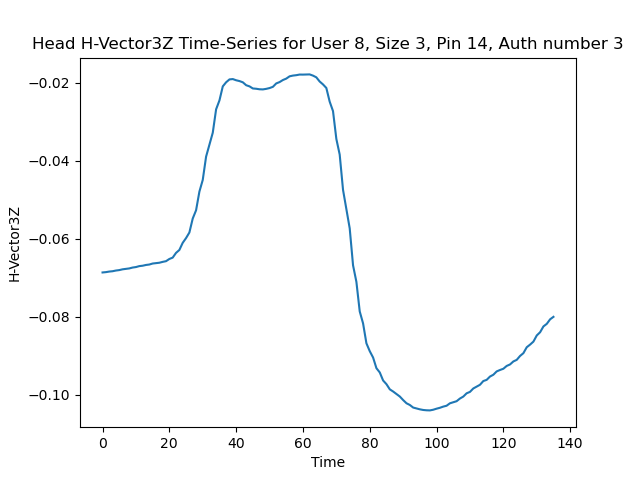 Head H-Vector3Z Time-Series for User 8, Size 3, Pin 14, Auth number 3
−0.02
−0.04
−0.06
−0.08
−0.10
H-Vector3Z
0 20 40 60 80 100 120 140
Time